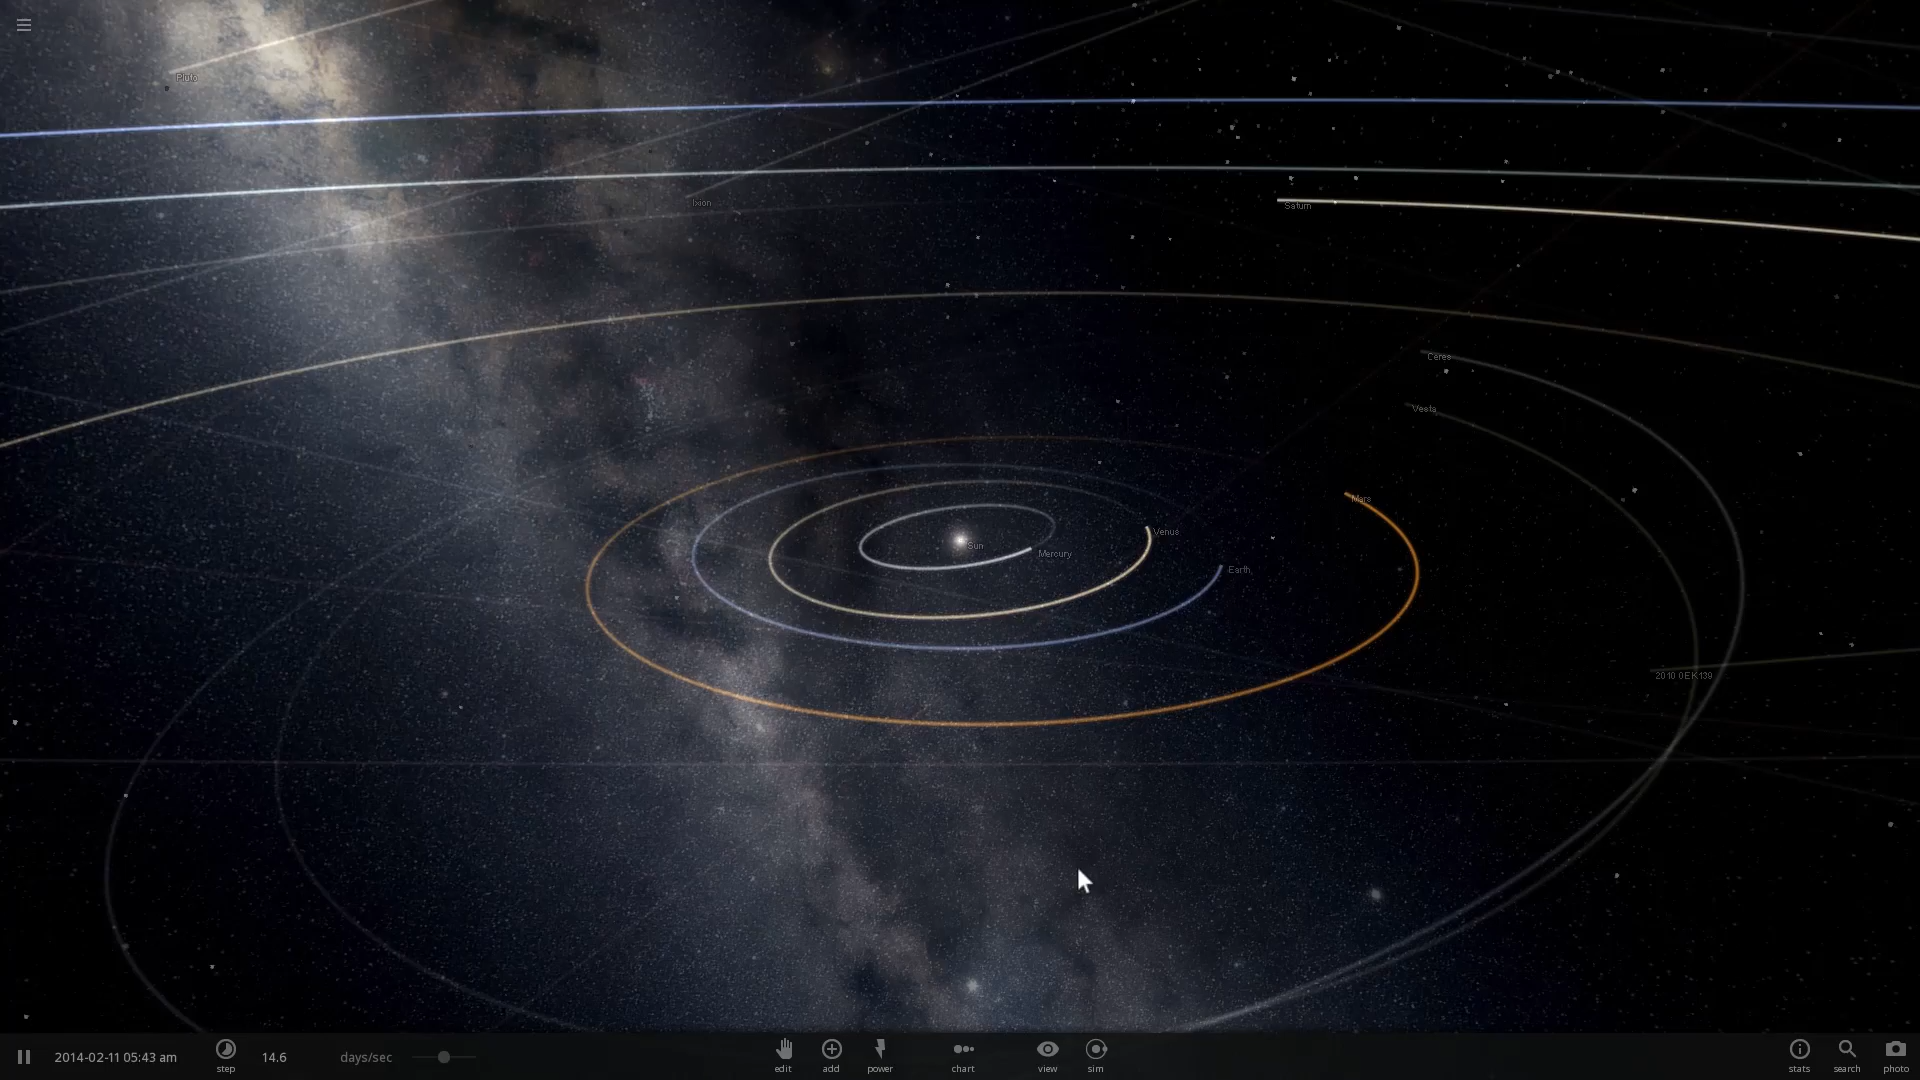 Pluto
Ixion
Saturn
Ceres
Vesta
Mars
Venus
Sun
Mercury
Earth
2010 0EK139
2014-02-11 05:43 am
step
14.6
days/sec
edit
add
power
chart
view
sim
stats
search
photo